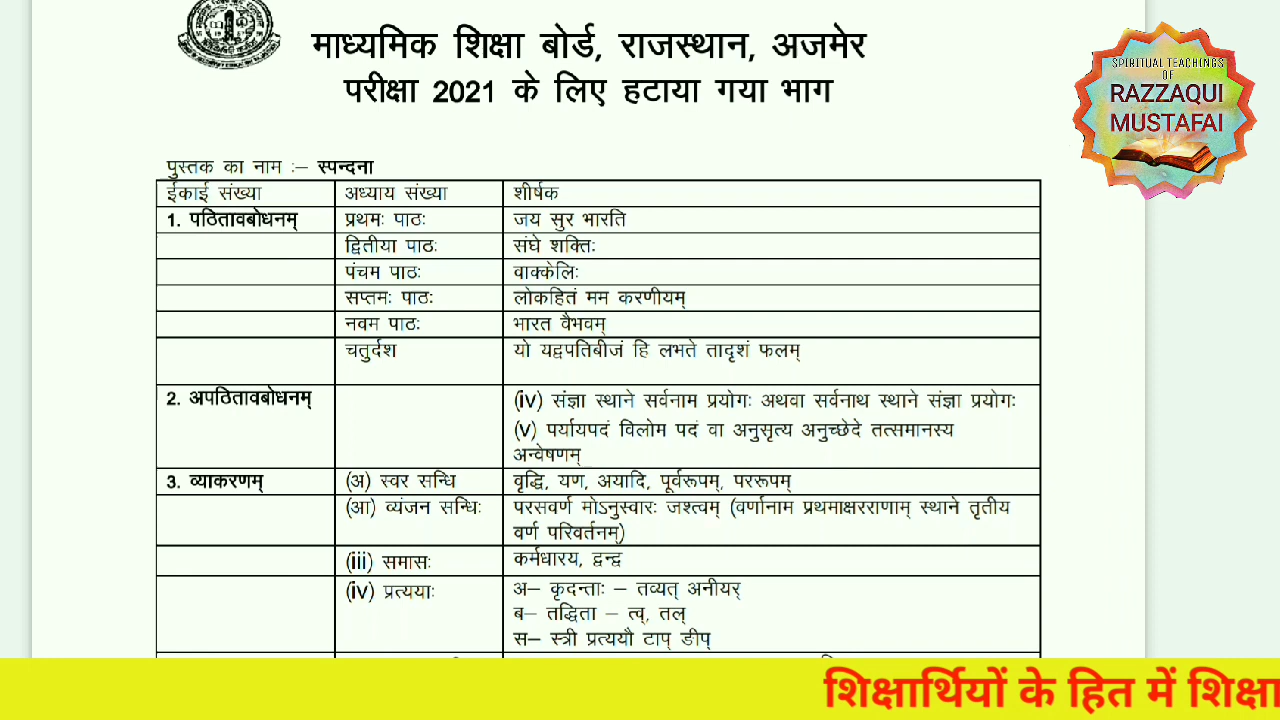 माध्यमिक शिक्षा बोर्ड, राजस्थान, अजमेर
परीक्षा 2021 के लिए हटाया गया भाग
SPIRITUAL TEACHINGS
OF
RAZZAQUI
MUSTAFAI
पुस्तक का नाम :– स्पन्दना
ईकाई संख्या अध्याय संख्या शीर्षक
1. पठितावबोधनम् प्रथमः पाठः जय सुर भारति
द्वितीया पाठः संघे शक्तिः
पंचम पाठः वाक्केलिः
सप्तमः पाठः लोकहितं मम करणीयम्
नवम पाठः भारत वैभवम्
चतुर्दश यो यद्वपतिबीजं हि लभते तादृशं फलम्
2. अपठितावबोधनम् (iv) संज्ञा स्थाने सर्वनाम प्रयोगः अथवा सर्वनाथ स्थाने संज्ञा प्रयोगः
(v) पर्यायपदं विलोम पदं वा अनुसृत्य अनुच्छेदे तत्समानस्य
अन्वेषणम्
3. व्याकरणम् (अ) स्वर सन्धि वृद्धि, यण, अयादि, पूर्वरूपम्, पररूपम्
(आ) व्यंजन सन्धिः परसवर्ण मोऽनुस्वारः जश्त्वम् (वर्णानाम प्रथमाक्षरराणाम् स्थाने तृतीय
वर्ण परिवर्तनम्)
(iii) समासः कर्मधारय, द्वन्द्व
(iv) प्रत्ययाः अ– कृदन्ताः – तव्यत् अनीयर्
ब– तद्धिता – त्व्, तल्
स– स्त्री प्रत्ययौ टाप् ङीप्
शिक्षार्थियों के हित में शिक्षा